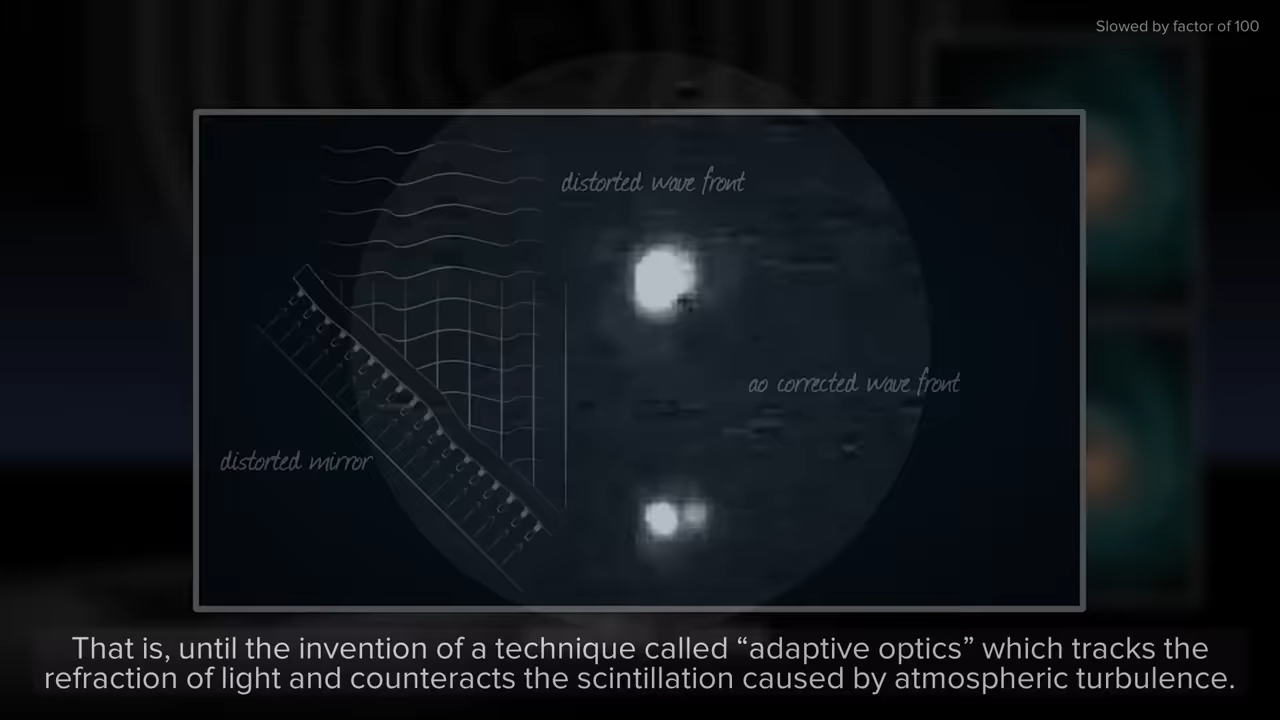 Slowed by factor of 100
distorted wave front
ao corrected wave front
distorted mirror
That is, until the invention of a technique called “adaptive optics” which tracks the
refraction of light and counteracts the scintillation caused by atmospheric turbulence.